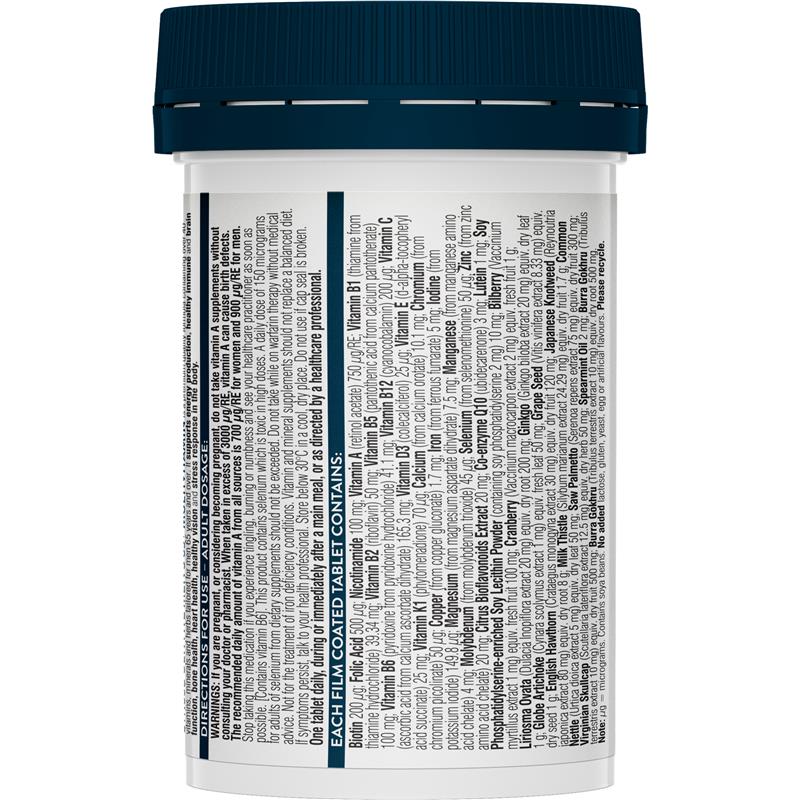 function, bone health, heart health, healthy vision and stress response in the body.
DIRECTIONS FOR USE – ADULT DOSAGE:
WARNINGS: If you are pregnant, or considering becoming pregnant, do not take vitamin A supplements without
consulting your doctor or pharmacist. When taken in excess of 3000 µg/RE, vitamin A can cause birth defects.
The recommended daily amount of vitamin A from all sources is 700 µg/RE for women and 900 µg/RE for men.
Stop taking this medication if you experience tingling, burning or numbness and see your healthcare practitioner as soon as
possible. [Contains vitamin B6]. This product contains selenium which is toxic in high doses. A daily dose of 150 micrograms
for adults of selenium from dietary supplements should not be exceeded. Do not take while on warfarin therapy without medical
advice. Not for the treatment of iron deficiency conditions. Vitamin and mineral supplements should not replace a balanced diet.
If symptoms persist, talk to your health professional. Store below 30°C in a cool, dry place. Do not use if cap seal is broken.
One tablet daily, during or immediately after a main meal, or as directed by a healthcare professional.
EACH FILM COATED TABLET CONTAINS:
Biotin 200 µg; Folic Acid 500 µg; Nicotinamide 100 mg; Vitamin A (retinol acetate) 750 µg/RE; Vitamin B1 (thiamine from
thiamine hydrochloride) 39.34 mg; Vitamin B2 (riboflavin) 50 mg; Vitamin B5 (pantothenic acid from calcium pantothenate)
100 mg; Vitamin B6 (pyridoxine from pyridoxine hydrochloride) 41.1 mg; Vitamin B12 (cyanocobalamin) 200 µg; Vitamin C
(ascorbic acid from calcium ascorbate dihydrate) 165.3 mg; Vitamin D3 (colecalciferol) 25 µg; Vitamin E (d-alpha-tocopheryl
acid succinate) 25 mg; Vitamin K1 (phytomenadione) 70 µg; Calcium (from calcium orotate) 10.1 mg; Chromium (from
chromium picolinate) 50 µg; Copper (from copper gluconate) 1.7 mg; Iron (from ferrous fumarate) 5 mg; Iodine (from
potassium iodide) 149.8 µg; Magnesium (from magnesium aspartate dihydrate) 7.5 mg; Manganese (from manganese amino
acid chelate) 4 mg; Molybdenum (from molybdenum trioxide) 45 µg; Selenium (from selenomethionine) 50 µg; Zinc (from zinc
amino acid chelate) 20 mg; Citrus Bioflavonoids Extract 20 mg; Co-enzyme Q10 (ubidecarenone) 3 mg; Lutein 1 mg; Soy
Phosphatidylserine-enriched Soy Lecithin Powder (containing soy phosphatidylserine 2 mg) 10 mg; Bilberry (Vaccinium
myrtillus extract 1 mg) equiv. fresh fruit 100 mg; Cranberry (Vaccinium macrocarpon extract 2 mg) equiv. fresh fruit 1 g;
Liriosma Ovata (Dulacia inopiflora extract 20 mg) equiv. dry root 200 mg; Ginkgo (Ginkgo biloba extract 20 mg) equiv. dry leaf
1 g; Globe Artichoke (Cynara scolymus extract 1 mg) equiv. fresh leaf 50 mg; Grape Seed (Vitis vinifera extract 8.33 mg) equiv.
dry seed 1 g; English Hawthorn (Crataegus monogyna extract 30 mg) equiv. dry fruit 120 mg; Japanese Knotweed (Reynoutria
japonica extract 80 mg) equiv. dry root 8 g; Milk Thistle (Silybum marianum extract 24.29 mg) equiv. dry fruit 1.7 g; Common
Nettle (Urtica dioica extract 5 mg) equiv. dry leaf 50 mg; Saw Palmetto (Serenoa repens extract 75 mg) equiv. dry fruit 300 mg;
Virginian Skullcap (Scutellaria lateriflora extract 12.5 mg) equiv. dry herb 50 mg; Spearmint Oil 2 mg; Burra Gokhru (Tribulus
terrestris extract 10 mg) equiv. dry fruit 500 mg; Burra Gokhru (Tribulus terrestris extract 10 mg) equiv. dry root 500 mg.
Note: µg = micrograms. Contains soya beans. No added lactose, gluten, yeast, egg or artificial flavours. Please recycle.